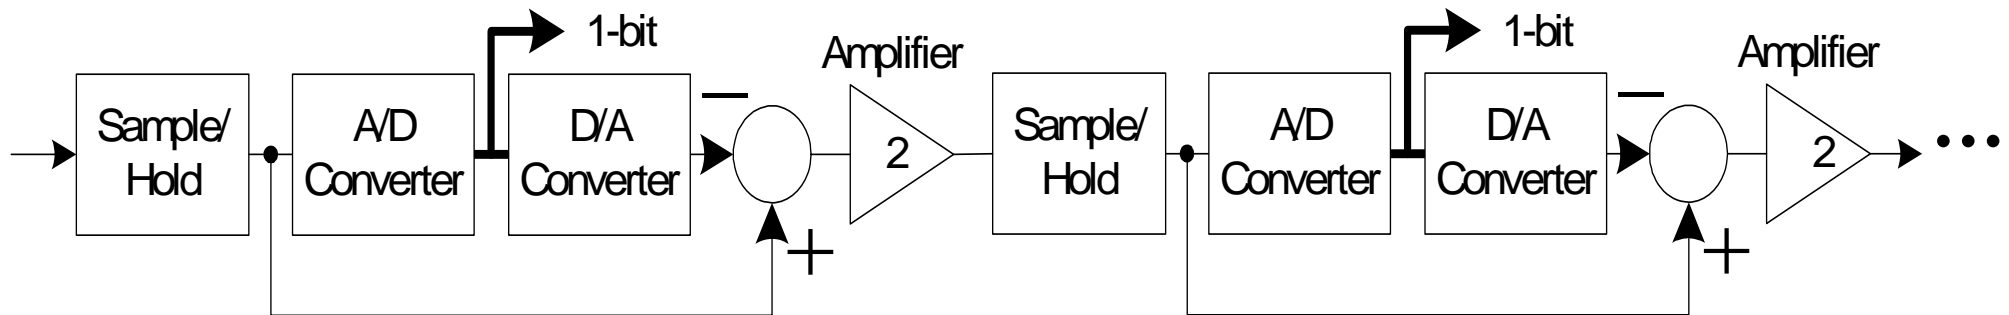 1-bit
Amplifier
Sample/
Hold
A/D
Converter
D/A
Converter
−
+
2
Sample/
Hold
A/D
Converter
1-bit
D/A
Converter
−
+
Amplifier
2
•••